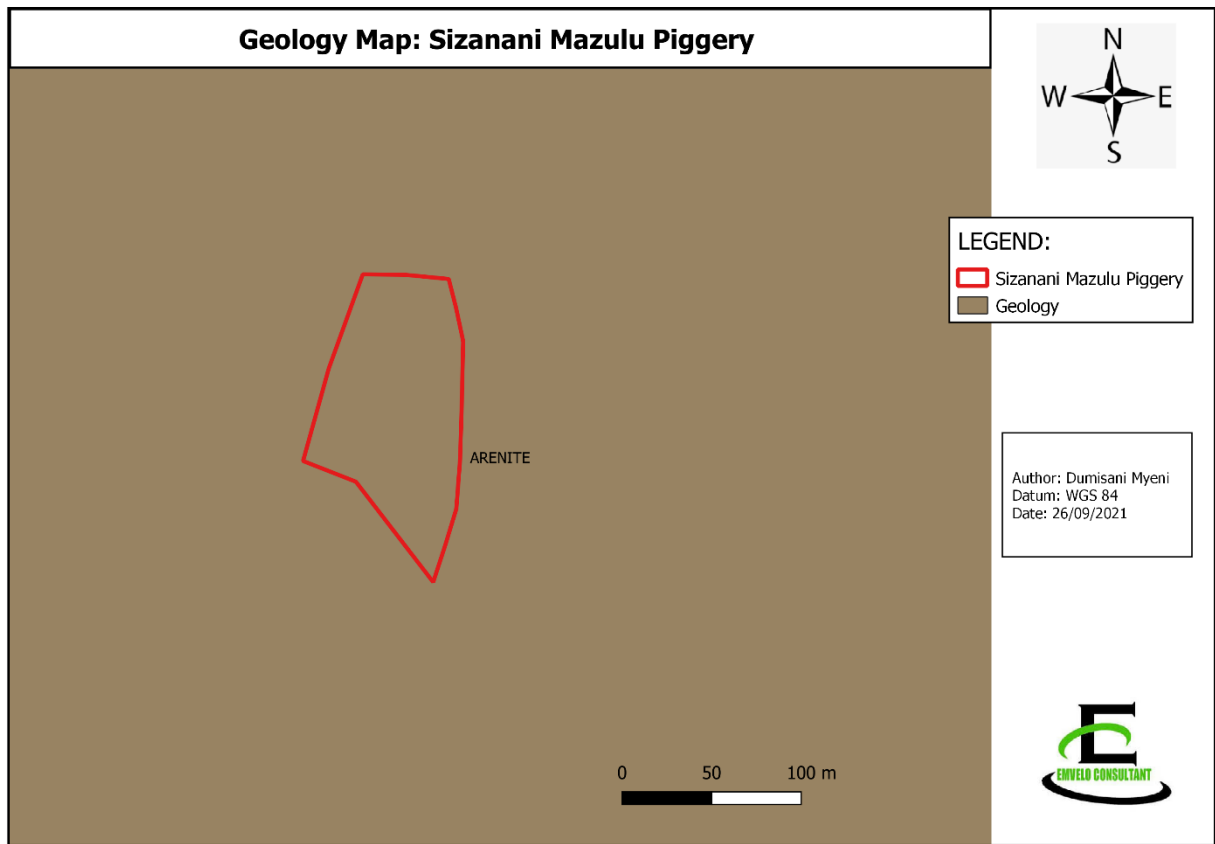 Geology Map: Sizanani Mazulu Piggery
N
W E
S
LEGEND:
Sizanani Mazulu Piggery
Geology
ARENITE
Author: Dumisani Myeni
Datum: WGS 84
Date: 26/09/2021
0 50 100 m
E
EMVELO CONSULTANT